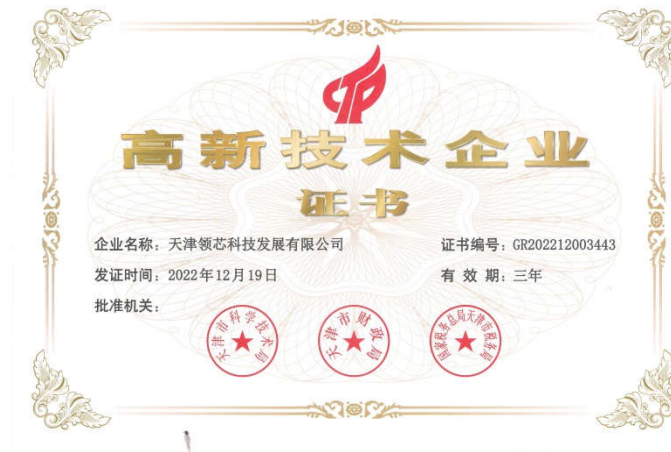 高新技术企业
证书
企业名称：天津领芯科技发展有限公司 证书编号：GR202212003443
发证时间：2022年12月19日 有 效 期：三年
批准机关：
天津市科学技术局 天津市财政局 国家税务总局天津市税务局